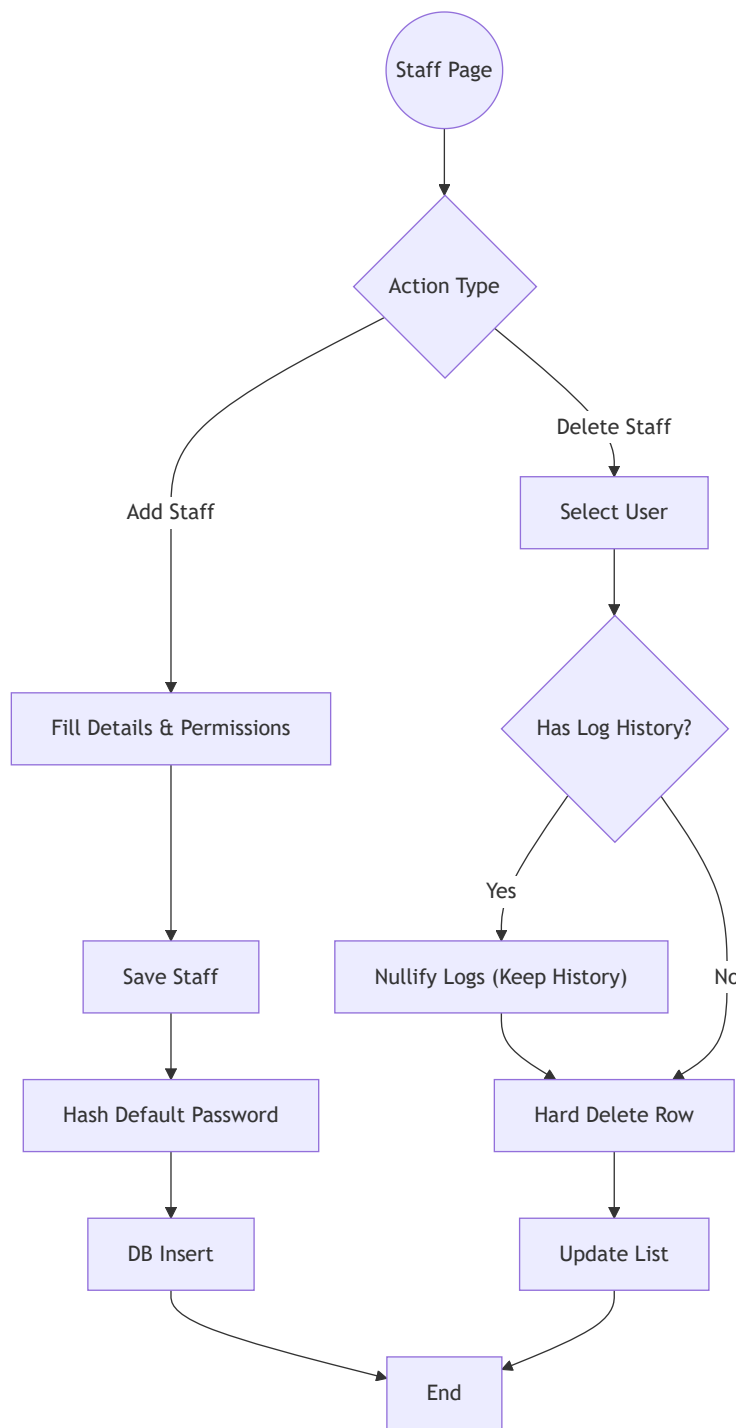 Staff Page
Action Type
Delete Staff
Add Staff
Select User
Fill Details & Permissions
Has Log History?
Yes
No
Save Staff
Nullify Logs (Keep History)
Hash Default Password
Hard Delete Row
DB Insert
Update List
End